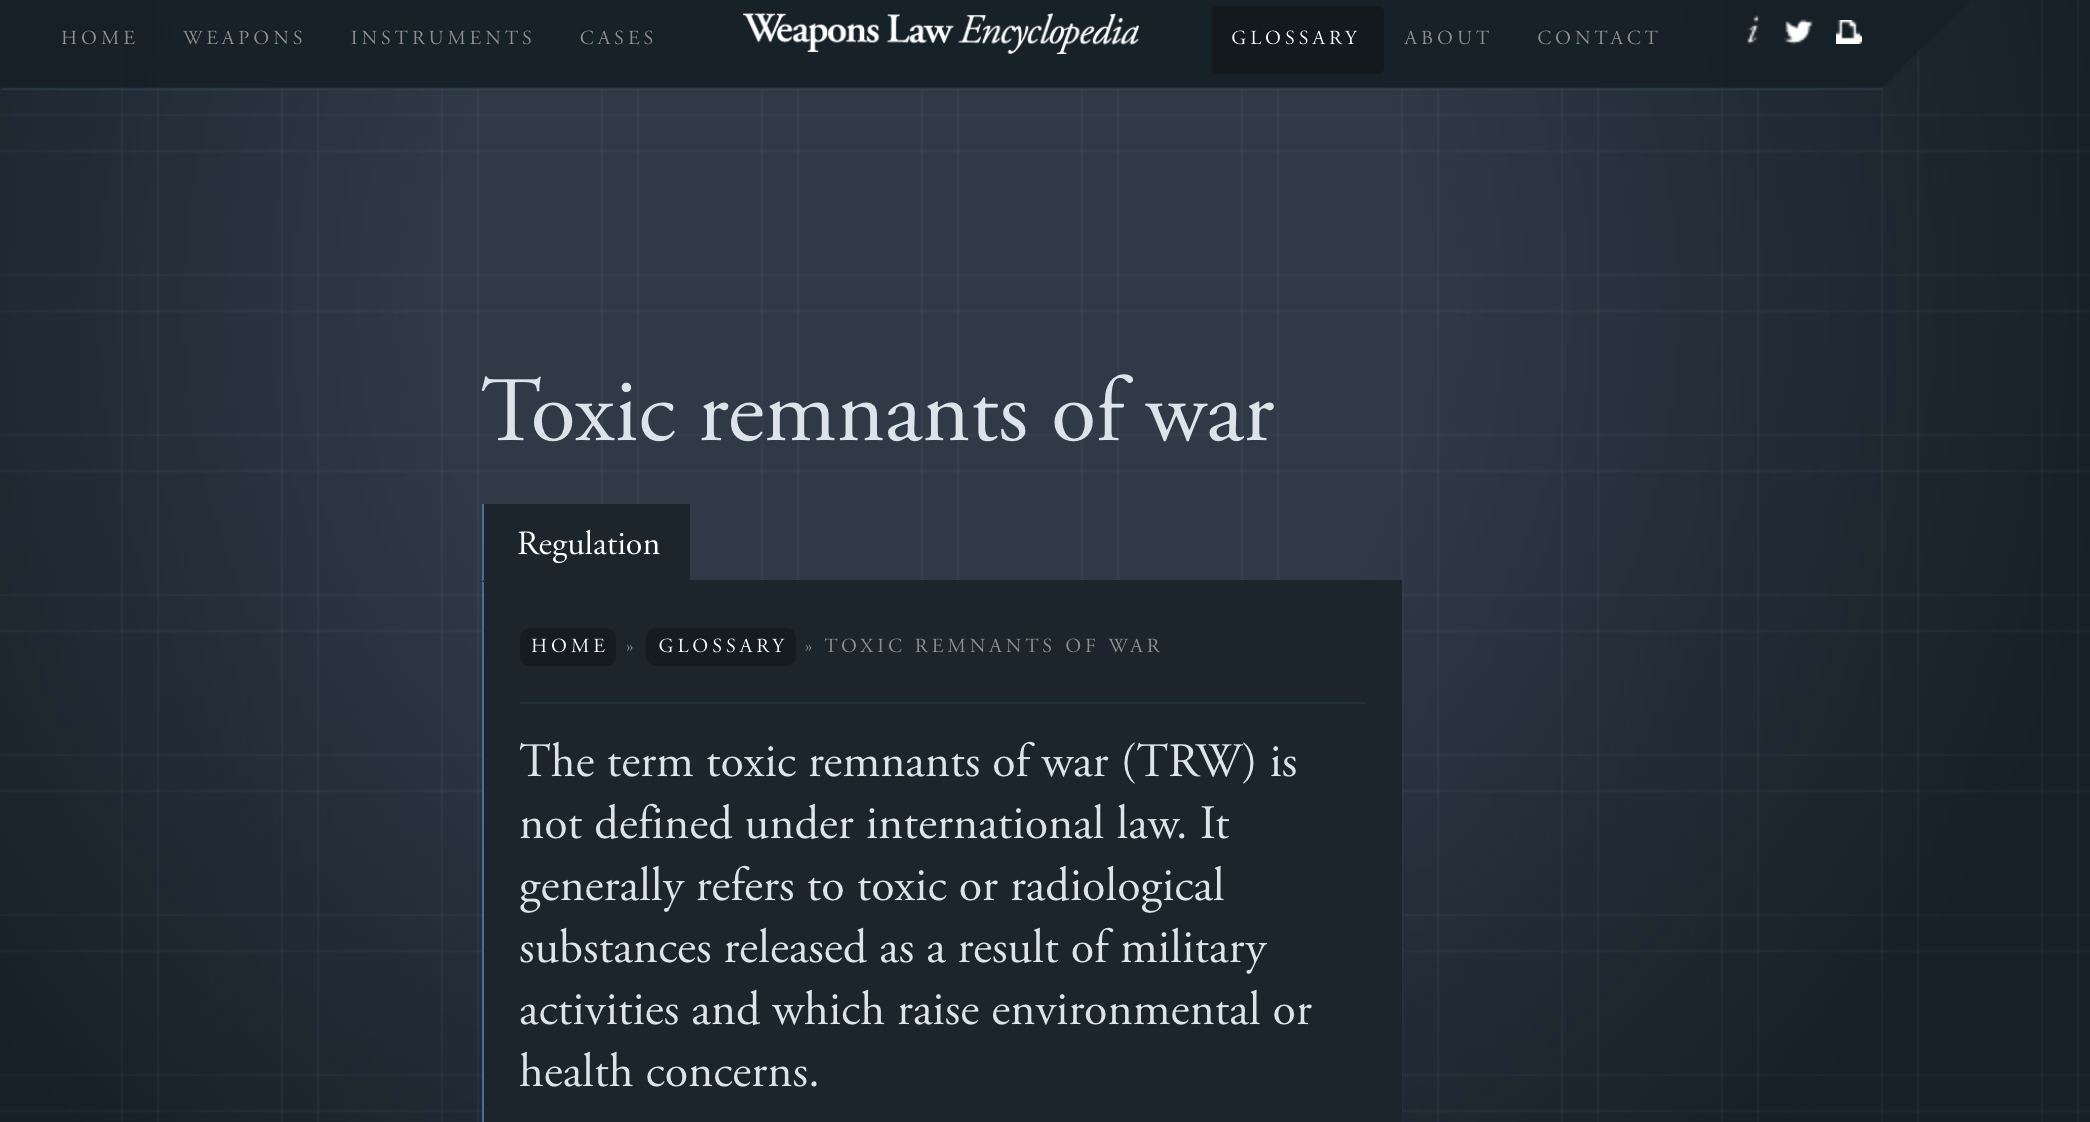 HOME WEAPONS INSTRUMENTS CASES Weapons Law Encyclopedia GLOSSARY ABOUT CONTACT i
Toxic remnants of war
Regulation
HOME » GLOSSARY » TOXIC REMNANTS OF WAR
The term toxic remnants of war (TRW) is
not defined under international law. It
generally refers to toxic or radiological
substances released as a result of military
activities and which raise environmental or
health concerns.